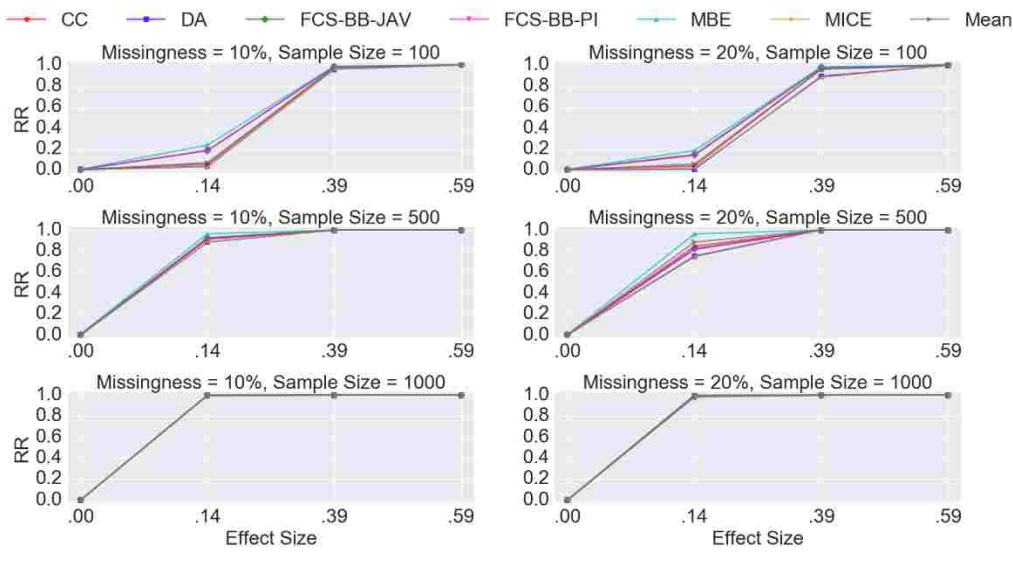 CC DA FCS-BB-JAV FCS-BB-PI MBE MICE Mean
Missingness = 10%, Sample Size = 100
Missingness = 20%, Sample Size = 100
1.0
0.8
0.6
0.4
0.2
0.0
RR
.00 .14 .39 .59
1.0
0.8
0.6
0.4
0.2
0.0
.00 .14 .39 .59
Missingness = 10%, Sample Size = 500
Missingness = 20%, Sample Size = 500
1.0
0.8
0.6
0.4
0.2
0.0
RR
.00 .14 .39 .59
1.0
0.8
0.6
0.4
0.2
0.0
.00 .14 .39 .59
Missingness = 10%, Sample Size = 1000
Missingness = 20%, Sample Size = 1000
1.0
0.8
0.6
0.4
0.2
0.0
RR
.00 .14 .39 .59
Effect Size
1.0
0.8
0.6
0.4
0.2
0.0
.00 .14 .39 .59
Effect Size